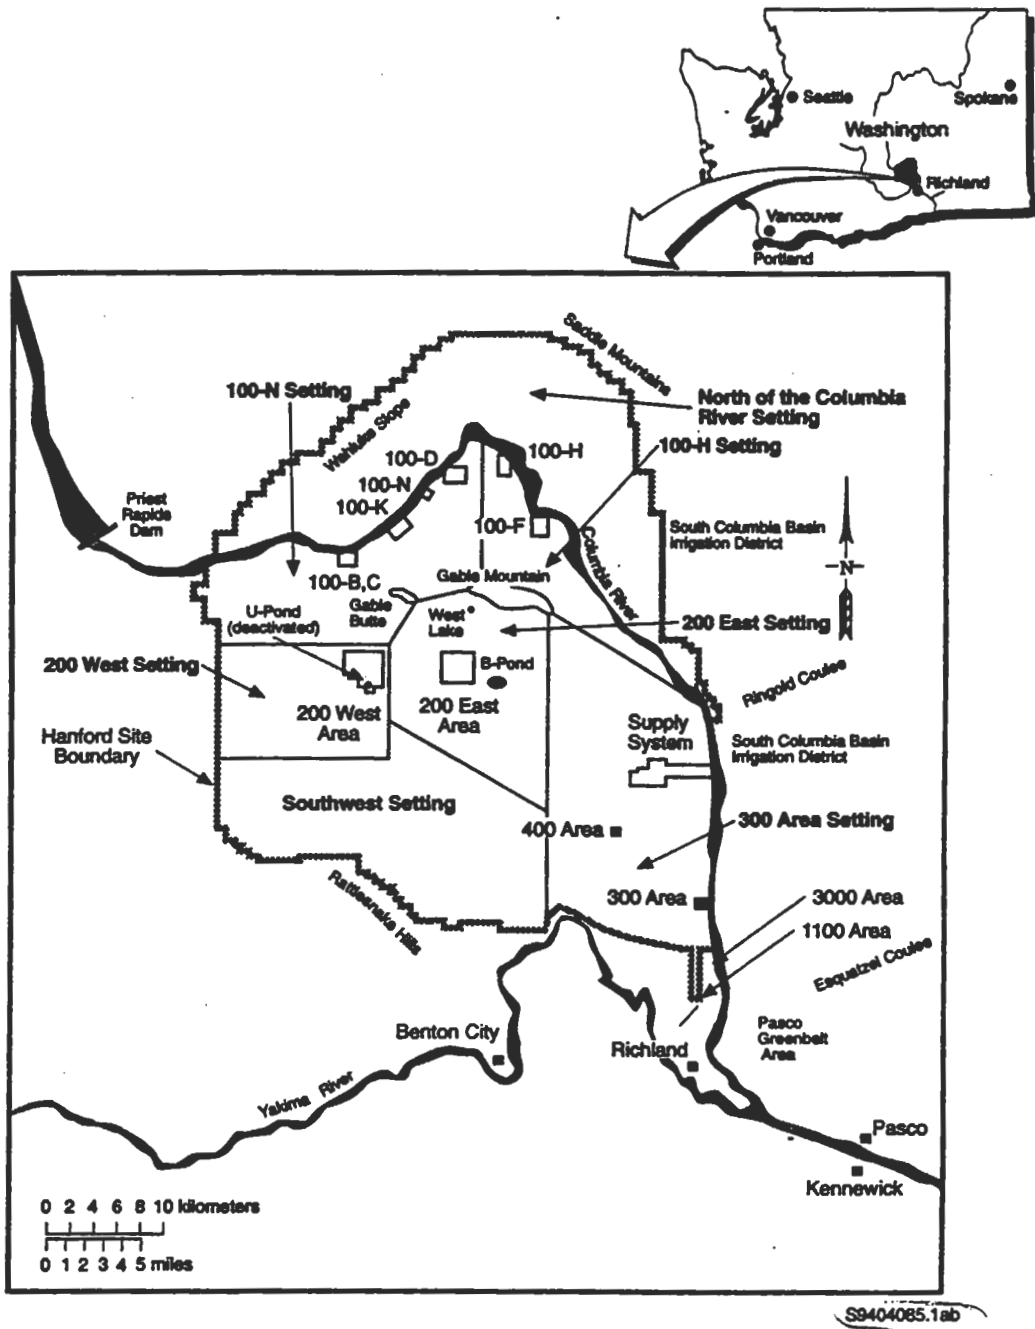 Seattle
Spokane
Washington
Richland
Vancouver
Portland
Saddle Mountains
100-N Setting
North of the Columbia
River Setting
Wahluke Slope
100-H Setting
100-D
100-H
100-N
100-K
Priest
Rapids
Dam
100-F
South Columbia Basin
Irrigation District
Columbia River
N
100-B,C
Gable Mountain
Gable
Butte
U-Pond
(deactivated)
West
Lake
200 East Setting
200 West Setting
B-Pond
Ringold Coulee
200 West
Area
200 East
Area
Supply
System
Hanford Site
Boundary
South Columbia Basin
Irrigation District
Southwest Setting
400 Area
300 Area Setting
Rattlesnake Hills
300 Area
3000 Area
1100 Area
Esquatzel Coulee
Benton City
Richland
Pasco
Greenbelt
Area
Yakima River
Pasco
Kennewick
0 2 4 6 8 10 kilometers
0 1 2 3 4 5 miles
S9404085.1ab